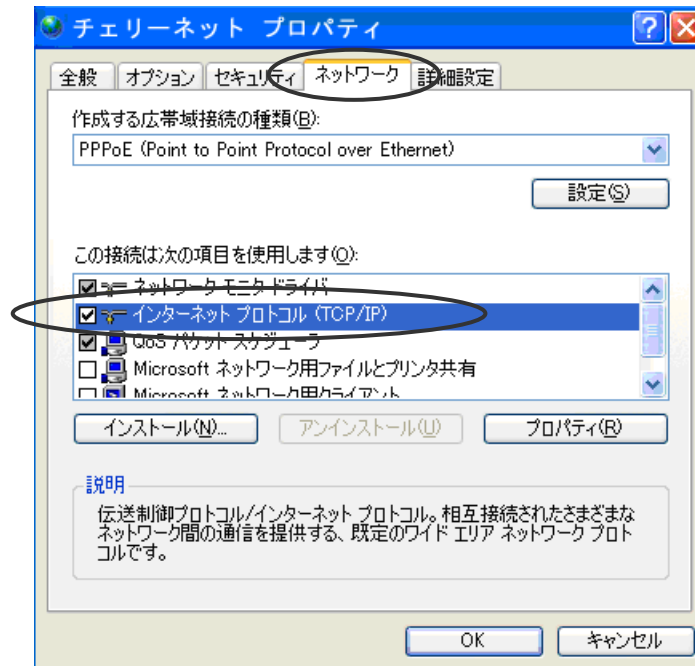 チェリーネット プロパティ
全般 オプション セキュリティ ネットワーク 詳細設定
作成する広帯域接続の種類(B):
PPPoE (Point to Point Protocol over Ethernet)
設定(S)
この接続は次の項目を使用します(O):
ネットワーク モニタ ドライバ
インターネット プロトコル (TCP/IP)
QoS パケット スケジューラ
Microsoft ネットワーク用ファイルとプリンタ共有
Microsoft ネットワーク用クライアント
インストール(N)... アンインストール(U) プロパティ(R)
説明
伝送制御プロトコル/インターネット プロトコル。相互接続されたさまざまな
ネットワーク間の通信を提供する、既定のワイド エリア ネットワーク プロト
コルです。
OK キャンセル